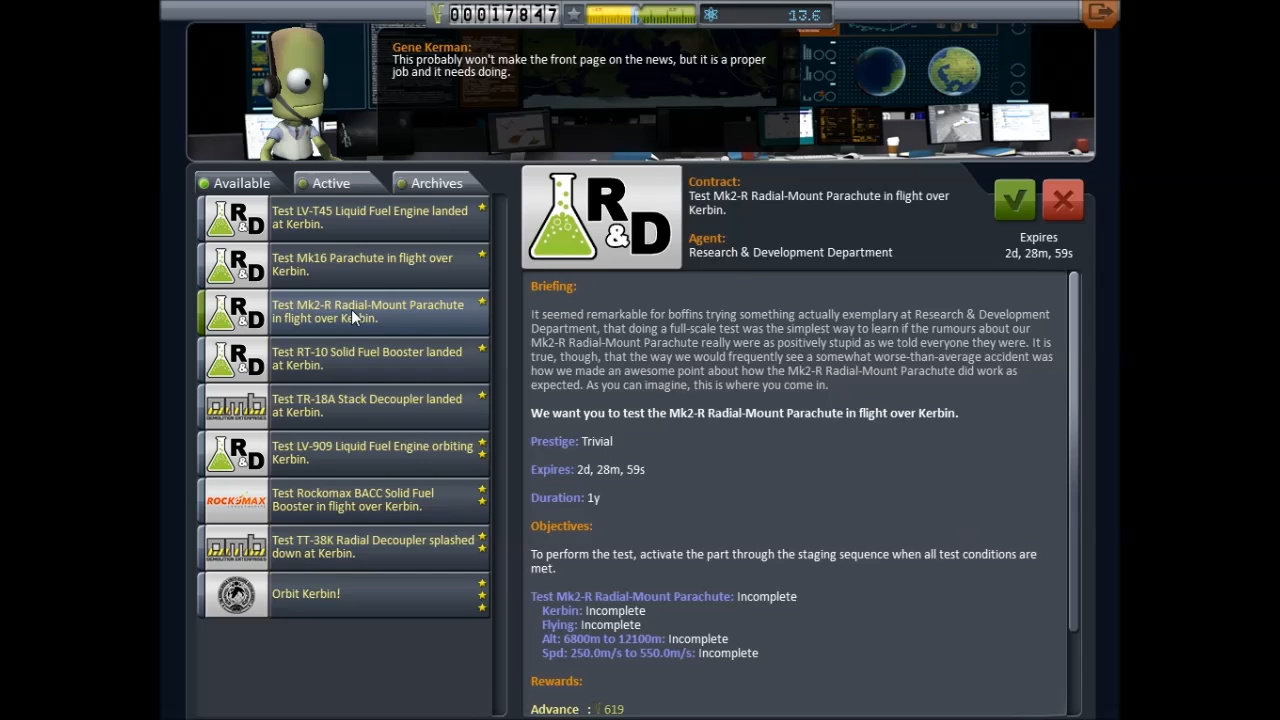 00017847
13.6
Gene Kerman:
This probably won't make the front page on the news, but it is a proper
job and it needs doing.
Available
Active
Archives
R&D
Test LV-T45 Liquid Fuel Engine landed
at Kerbin.
R&D
Test Mk16 Parachute in flight over
Kerbin.
R&D
Test Mk2-R Radial-Mount Parachute
in flight over Kerbin.
R&D
Test RT-10 Solid Fuel Booster landed
at Kerbin.
OMB
DEMOLITION ENTERPRISES
Test TR-18A Stack Decoupler landed
at Kerbin.
R&D
Test LV-909 Liquid Fuel Engine orbiting
Kerbin.
ROCKOMAX
Test Rockomax BACC Solid Fuel
Booster in flight over Kerbin.
OMB
DEMOLITION ENTERPRISES
Test TT-38K Radial Decoupler splashed
down at Kerbin.
Orbit Kerbin!
R&D
Contract:
Test Mk2-R Radial-Mount Parachute in flight over
Kerbin.
Agent:
Research & Development Department
Expires
2d, 28m, 59s
Briefing:
It seemed remarkable for boffins trying something actually exemplary at Research & Development
Department, that doing a full-scale test was the simplest way to learn if the rumours about our
Mk2-R Radial-Mount Parachute really were as positively stupid as we told everyone they were. It is
true, though, that the way we would frequently see a somewhat worse-than-average accident was
how we made an awesome point about how the Mk2-R Radial-Mount Parachute did work as
expected. As you can imagine, this is where you come in.
We want you to test the Mk2-R Radial-Mount Parachute in flight over Kerbin.
Prestige: Trivial
Expires: 2d, 28m, 59s
Duration: 1y
Objectives:
To perform the test, activate the part through the staging sequence when all test conditions are
met.
Test Mk2-R Radial-Mount Parachute: Incomplete
Kerbin: Incomplete
Flying: Incomplete
Alt: 6800m to 12100m: Incomplete
Spd: 250.0m/s to 550.0m/s: Incomplete
Rewards:
Advance : 619